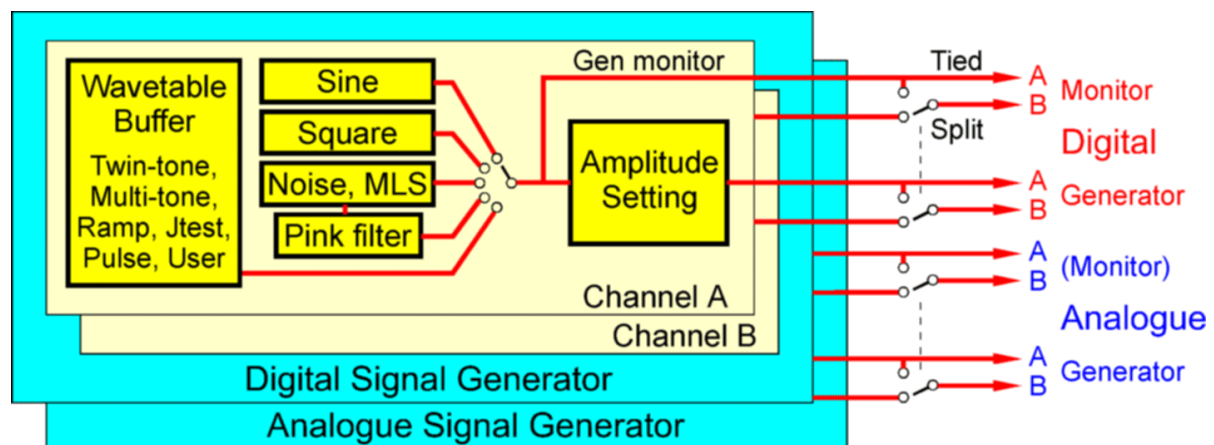 Wavetable
Buffer
Twin-tone,
Multi-tone,
Ramp, Jtest,
Pulse, User
Sine
Square
Noise, MLS
Pink filter
Gen monitor
Amplitude
Setting
Channel A
Channel B
Digital Signal Generator
Analogue Signal Generator
Tied
Split
A
B
Monitor
Digital
A
B
Generator
A
B
(Monitor)
Analogue
A
B
Generator